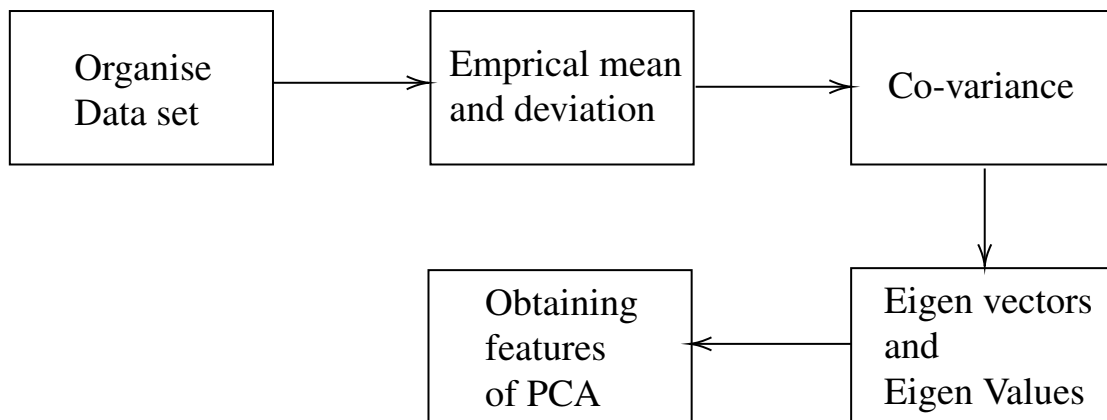 Organise
Data set
Emprical mean
and deviation
Co-variance
Eigen vectors
and
Eigen Values
Obtaining
features
of PCA